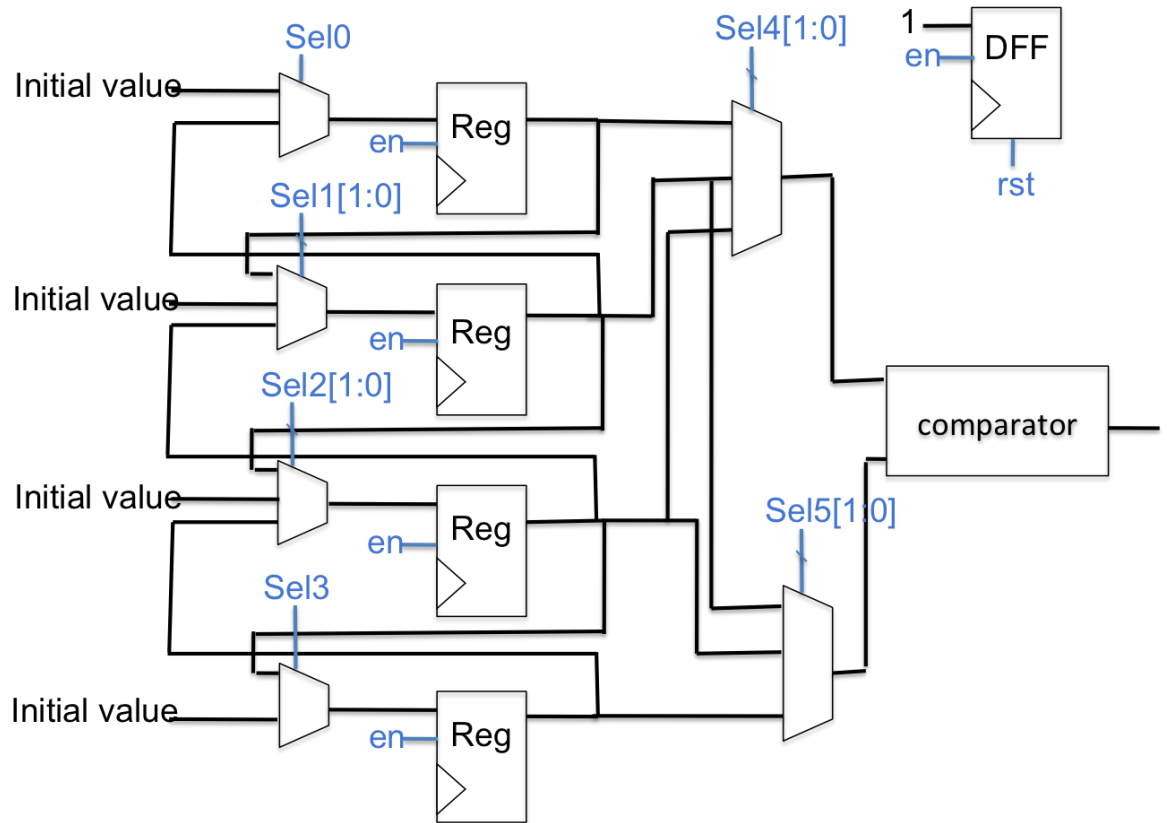 Sel0
Sel4[1:0]
1
DFF
en
Initial value
Reg
en
rst
Sel1[1:0]
Initial value
Reg
en
Sel2[1:0]
comparator
Initial value
Reg
en
Sel5[1:0]
Sel3
Initial value
Reg
en